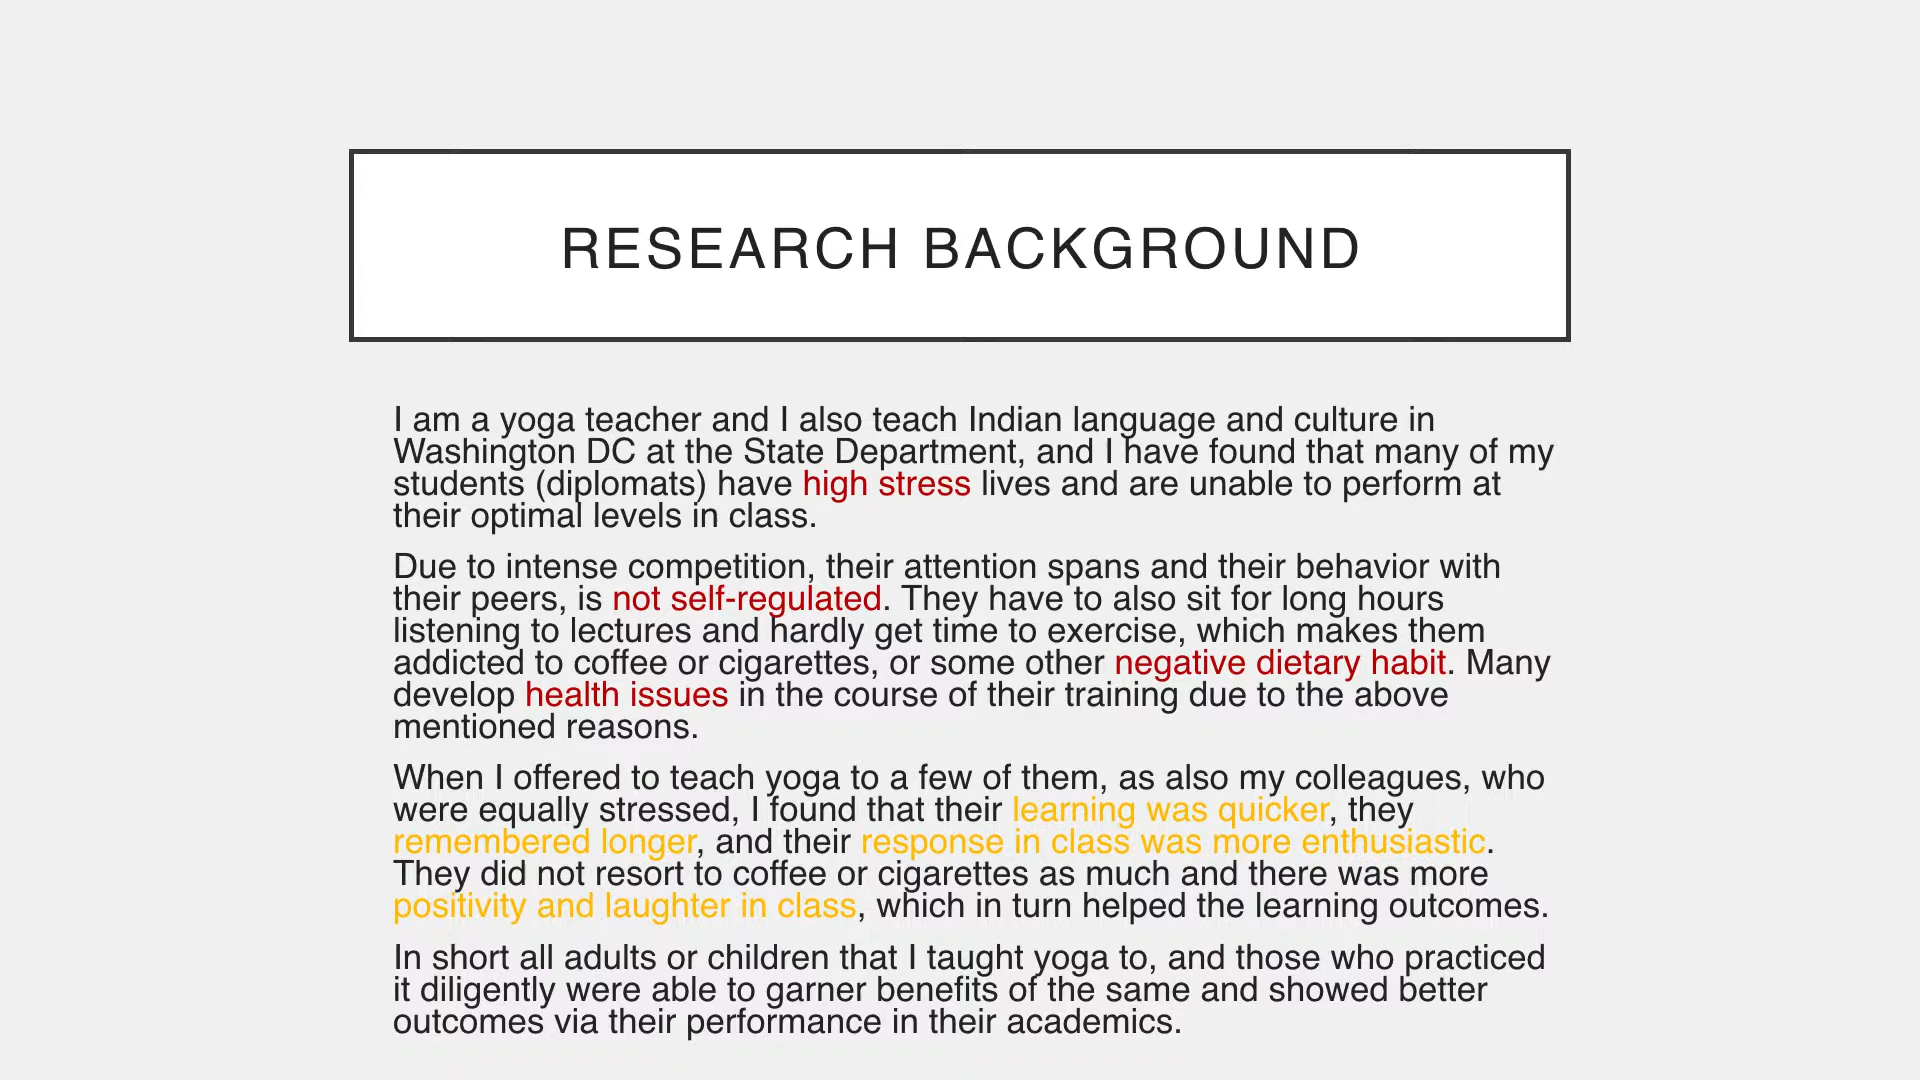 RESEARCH BACKGROUND
I am a yoga teacher and I also teach Indian language and culture in
Washington DC at the State Department, and I have found that many of my
students (diplomats) have high stress lives and are unable to perform at
their optimal levels in class.
Due to intense competition, their attention spans and their behavior with
their peers, is not self-regulated. They have to also sit for long hours
listening to lectures and hardly get time to exercise, which makes them
addicted to coffee or cigarettes, or some other negative dietary habit. Many
develop health issues in the course of their training due to the above
mentioned reasons.
When I offered to teach yoga to a few of them, as also my colleagues, who
were equally stressed, I found that their learning was quicker, they
remembered longer, and their response in class was more enthusiastic.
They did not resort to coffee or cigarettes as much and there was more
positivity and laughter in class, which in turn helped the learning outcomes.
In short all adults or children that I taught yoga to, and those who practiced
it diligently were able to garner benefits of the same and showed better
outcomes via their performance in their academics.